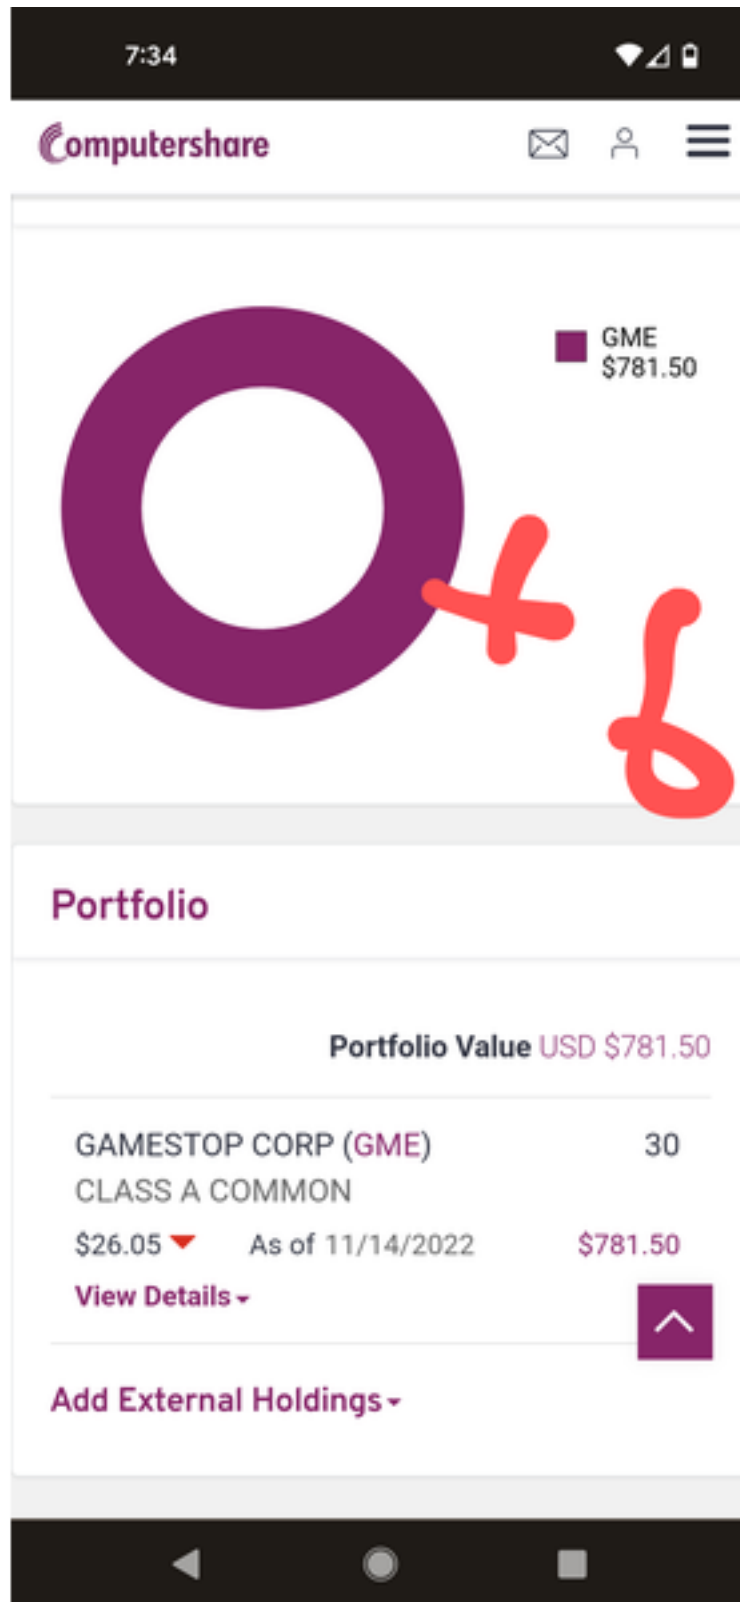 7:34
Computershare
GME
$781.50
+ 6
Portfolio
Portfolio Value USD $781.50
GAMESTOP CORP (GME) 30
CLASS A COMMON
$26.05 As of 11/14/2022 $781.50
View Details
Add External Holdings